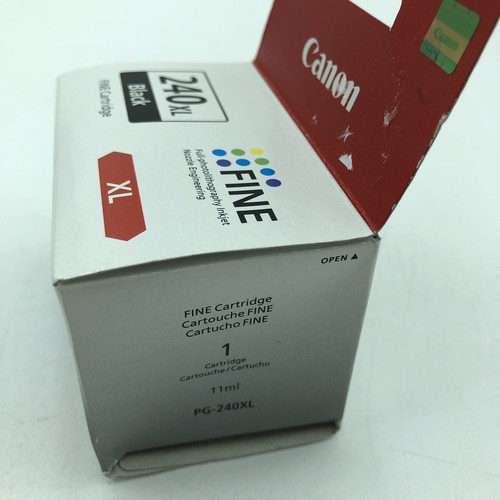 Canon
240XL
Black
FINE Cartridge
XL
FINE
Full-photolithography Inkjet
Nozzle Engineering
OPEN ▲
FINE Cartridge
Cartouche FINE
Cartucho FINE
1
Cartridge
Cartouche / Cartucho
11ml
PG-240XL